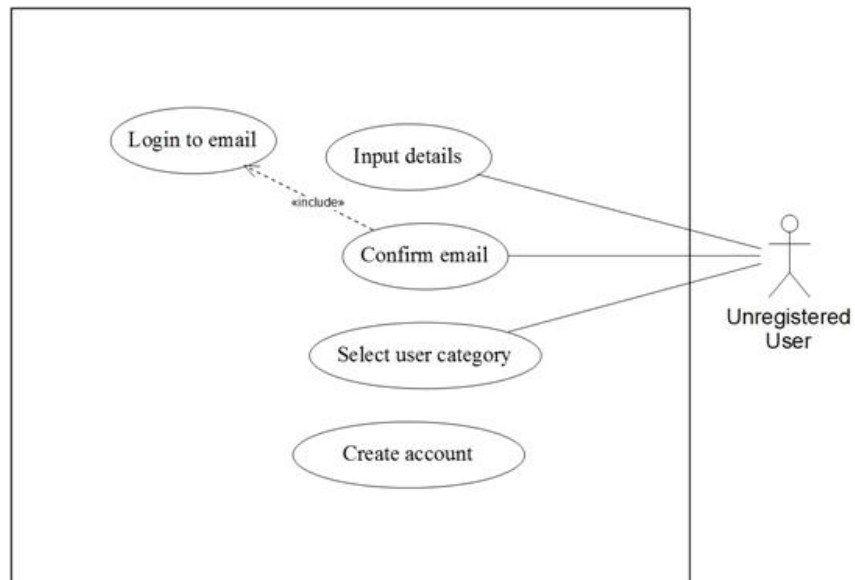 Login to email
Input details
«include»
Confirm email
Unregistered
User
Select user category
Create account